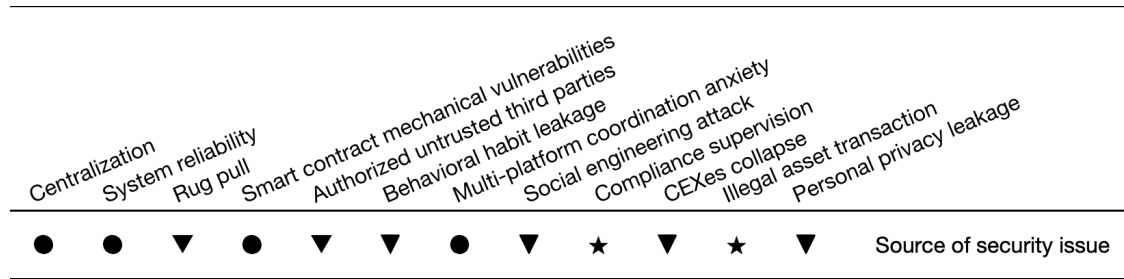 Centralization
System reliability
Rug pull
Smart contract mechanical vulnerabilities
Authorized untrusted third parties
Behavioral habit leakage
Multi-platform coordination anxiety
Social engineering attack
Compliance supervision
CEXes collapse
Illegal asset transaction
Personal privacy leakage
● ● ▼ ● ▼ ▼ ● ▼ ★ ▼ ★ ▼ Source of security issue